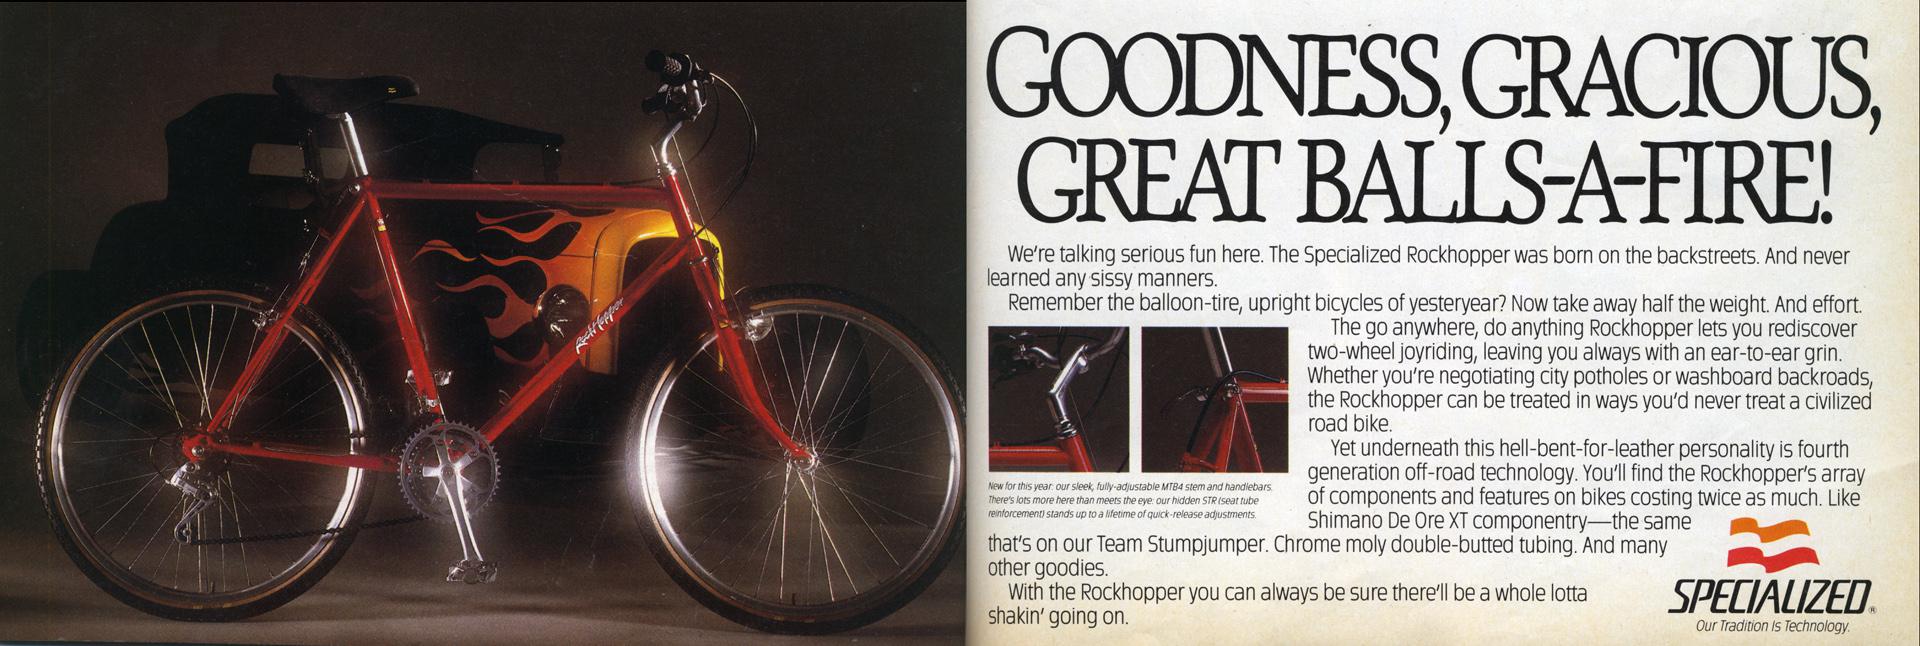 RockHopper
GOODNESS, GRACIOUS,
GREAT BALLS-A-FIRE!
We're talking serious fun here. The Specialized Rockhopper was born on the backstreets. And never
learned any sissy manners.
Remember the balloon-tire, upright bicycles of yesteryear? Now take away half the weight. And effort.
The go anywhere, do anything Rockhopper lets you rediscover
two-wheel joyriding, leaving you always with an ear-to-ear grin.
Whether you're negotiating city potholes or washboard backroads,
the Rockhopper can be treated in ways you'd never treat a civilized
road bike.
Yet underneath this hell-bent-for-leather personality is fourth
generation off-road technology. You'll find the Rockhopper's array
of components and features on bikes costing twice as much. Like
Shimano De Ore XT componentry—the same
that's on our Team Stumpjumper. Chrome moly double-butted tubing. And many
other goodies.
With the Rockhopper you can always be sure there'll be a whole lotta
shakin' going on.
New for this year: our sleek, fully-adjustable MTB4 stem and handlebars.
There's lots more here than meets the eye: our hidden STR (seat tube
reinforcement) stands up to a lifetime of quick-release adjustments.
SPECIALIZED®
Our Tradition Is Technology.